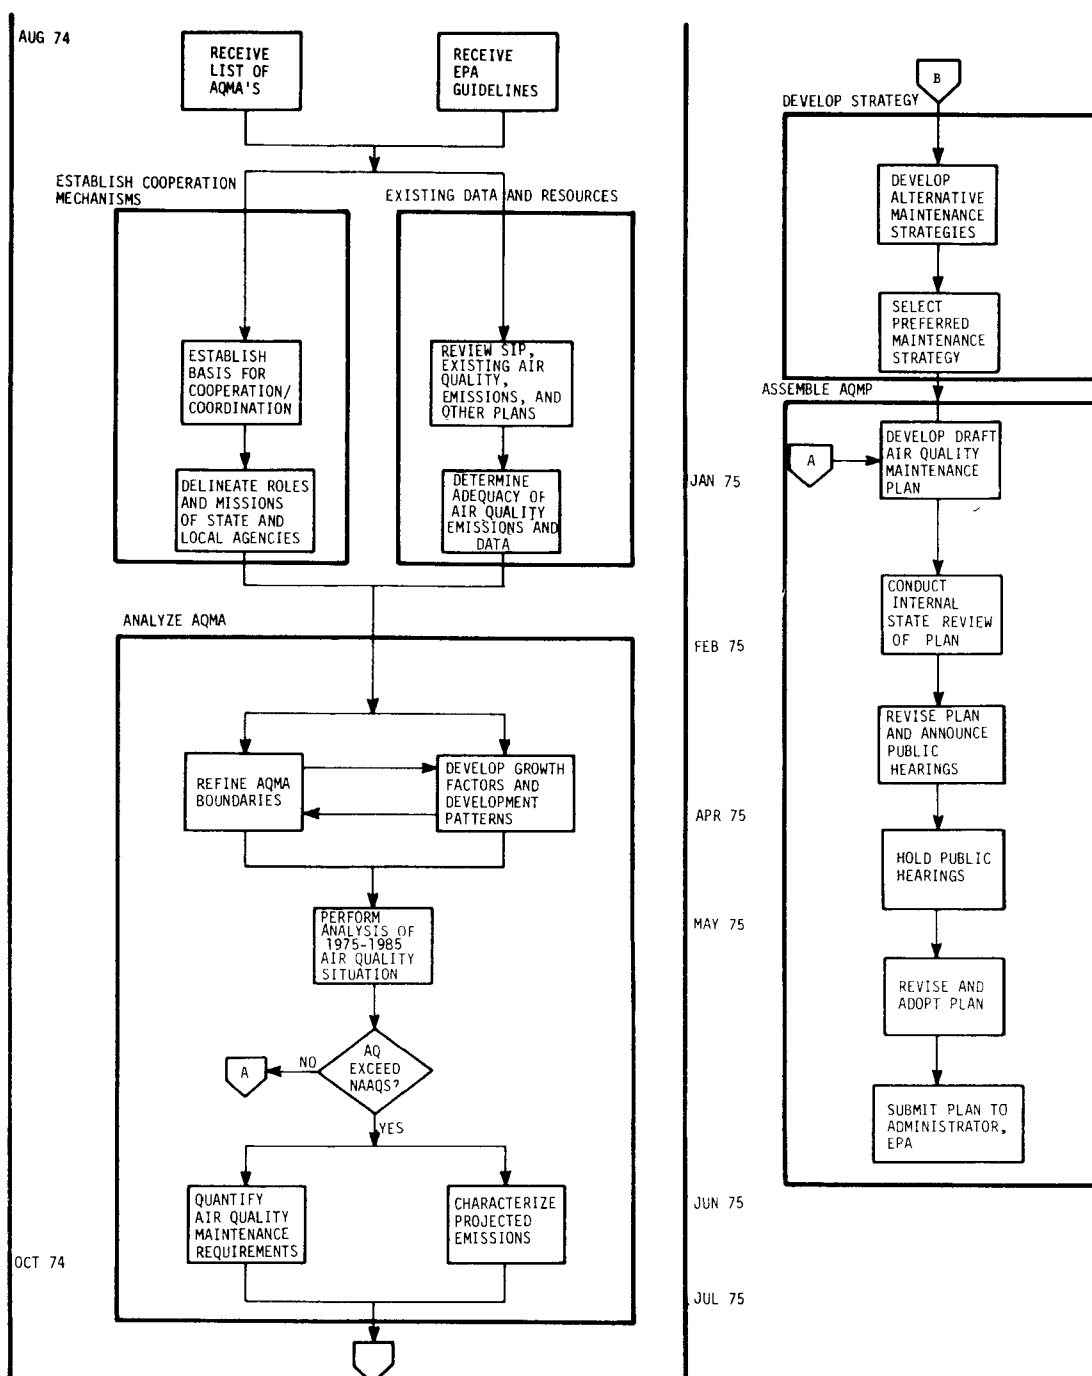 AUG 74
RECEIVE
LIST OF
AQMA'S
RECEIVE
EPA
GUIDELINES
ESTABLISH COOPERATION
MECHANISMS
EXISTING DATA AND RESOURCES
ESTABLISH
BASIS FOR
COOPERATION/
COORDINATION
REVIEW SIP,
EXISTING AIR
QUALITY,
EMISSIONS, AND
OTHER PLANS
DELINEATE ROLES
AND MISSIONS
OF STATE AND
LOCAL AGENCIES
DETERMINE
ADEQUACY OF
AIR QUALITY
EMISSIONS AND
DATA
ANALYZE AQMA
REFINE AQMA
BOUNDARIES
DEVELOP GROWTH
FACTORS AND
DEVELOPMENT
PATTERNS
PERFORM
ANALYSIS OF
1975-1985
AIR QUALITY
SITUATION
AQ
EXCEED
NAAQS?
NO
A
YES
QUANTIFY
AIR QUALITY
MAINTENANCE
REQUIREMENTS
CHARACTERIZE
PROJECTED
EMISSIONS
OCT 74
B
DEVELOP STRATEGY
DEVELOP
ALTERNATIVE
MAINTENANCE
STRATEGIES
SELECT
PREFERRED
MAINTENANCE
STRATEGY
ASSEMBLE AQMP
A
DEVELOP DRAFT
AIR QUALITY
MAINTENANCE
PLAN
JAN 75
CONDUCT
INTERNAL
STATE REVIEW
OF PLAN
FEB 75
REVISE PLAN
AND ANNOUNCE
PUBLIC
HEARINGS
APR 75
HOLD PUBLIC
HEARINGS
MAY 75
REVISE AND
ADOPT PLAN
SUBMIT PLAN TO
ADMINISTRATOR,
EPA
JUN 75
JUL 75